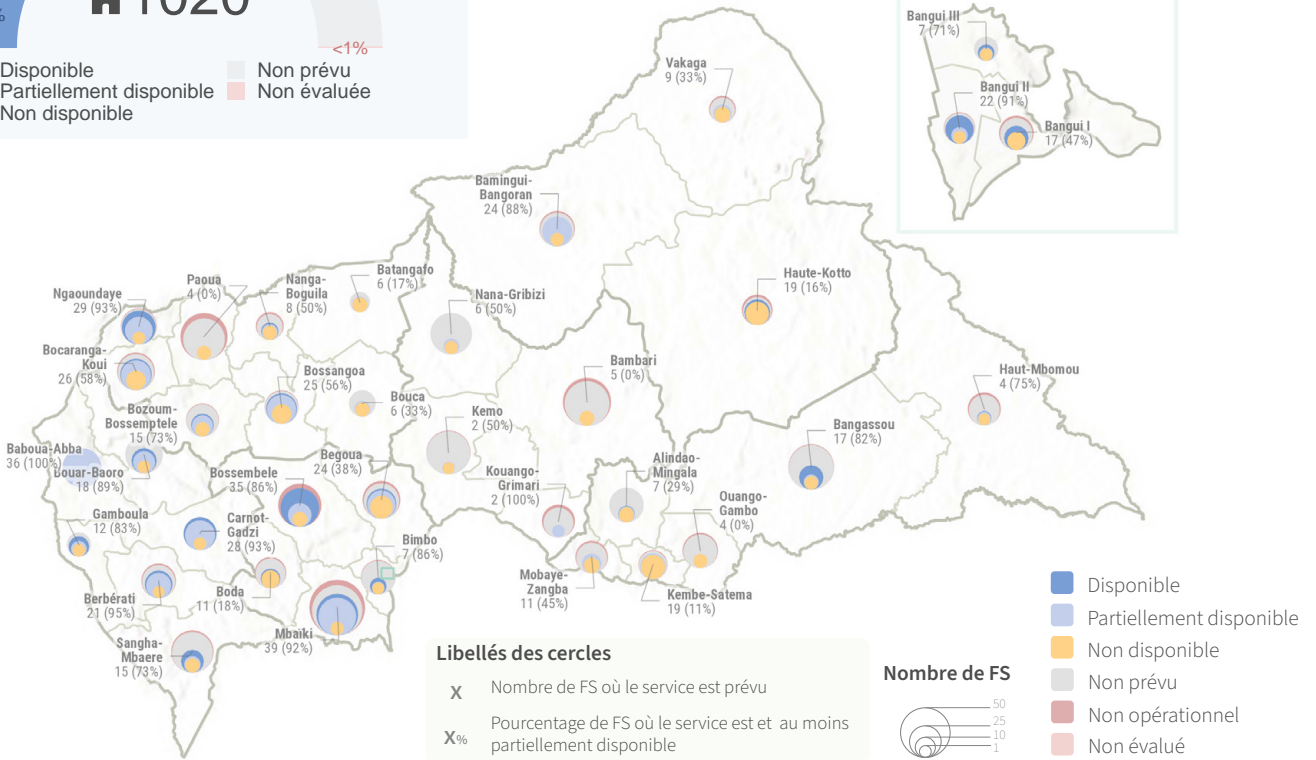 %
1020
<1%
Disponible
Partiellement disponible
Non disponible
Non prévu
Non évaluée
Bangui III
7 (71%)
Bangui II
22 (91%)
Bangui I
17 (47%)
Vakaga
9 (33%)
Bamingui-
Bangoran
24 (88%)
Haute-Kotto
19 (16%)
Ngaoundaye
29 (93%)
Paoua
4 (0%)
Nanga-
Boguila
8 (50%)
Batangafo
6 (17%)
Nana-Gribizi
6 (50%)
Bocaranga-
Koui
26 (58%)
Bossangoa
25 (56%)
Bambari
5 (0%)
Haut-Mbomou
4 (75%)
Bouca
6 (33%)
Bozoum-
Bossemptele
15 (73%)
Kemo
2 (50%)
Bangassou
17 (82%)
Baboua-Abba
36 (100%)
Bouar-Baoro
18 (89%)
Bossembele
35 (86%)
Begoua
24 (38%)
Kouango-
Grimari
2 (100%)
Alindao-
Mingala
7 (29%)
Ouango-
Gambo
4 (0%)
Gamboula
12 (83%)
Carnot-
Gadzi
28 (93%)
Bimbo
7 (86%)
Berbérati
21 (95%)
Boda
11 (18%)
Mobaye-
Zangba
11 (45%)
Kembe-Satema
19 (11%)
Sangha-
Mbaere
15 (73%)
Mbaiki
39 (92%)
Libellés des cercles
X Nombre de FS où le service est prévu
X% Pourcentage de FS où le service est et au moins
partiellement disponible
Nombre de FS
50
25
10
1
Disponible
Partiellement disponible
Non disponible
Non prévu
Non opérationnel
Non évalué